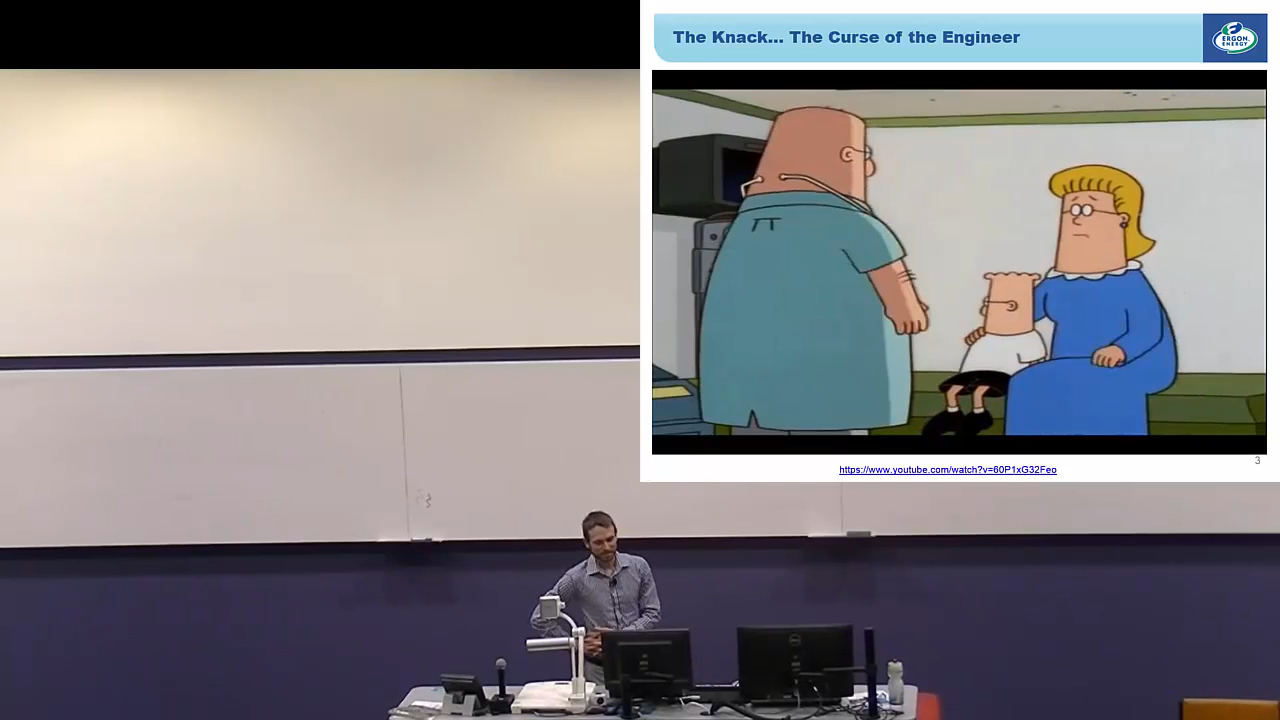 The Knack... The Curse of the Engineer
ERGON
ENERGY
https://www.youtube.com/watch?v=60P1xG32Feo
3